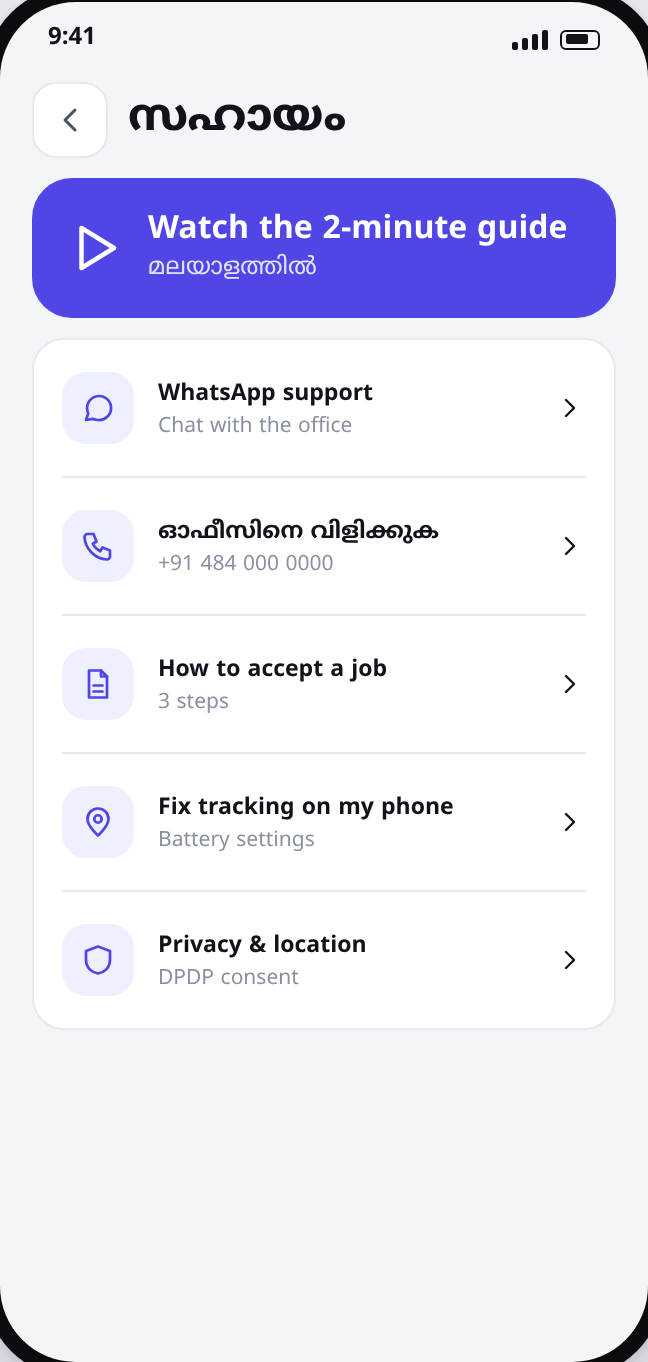 9:41
സഹായം
Watch the 2-minute guide
മലയാളത്തിൽ
WhatsApp support
Chat with the office
ഓഫീസിനെ വിളിക്കുക
+91 484 000 0000
How to accept a job
3 steps
Fix tracking on my phone
Battery settings
Privacy & location
DPDP consent